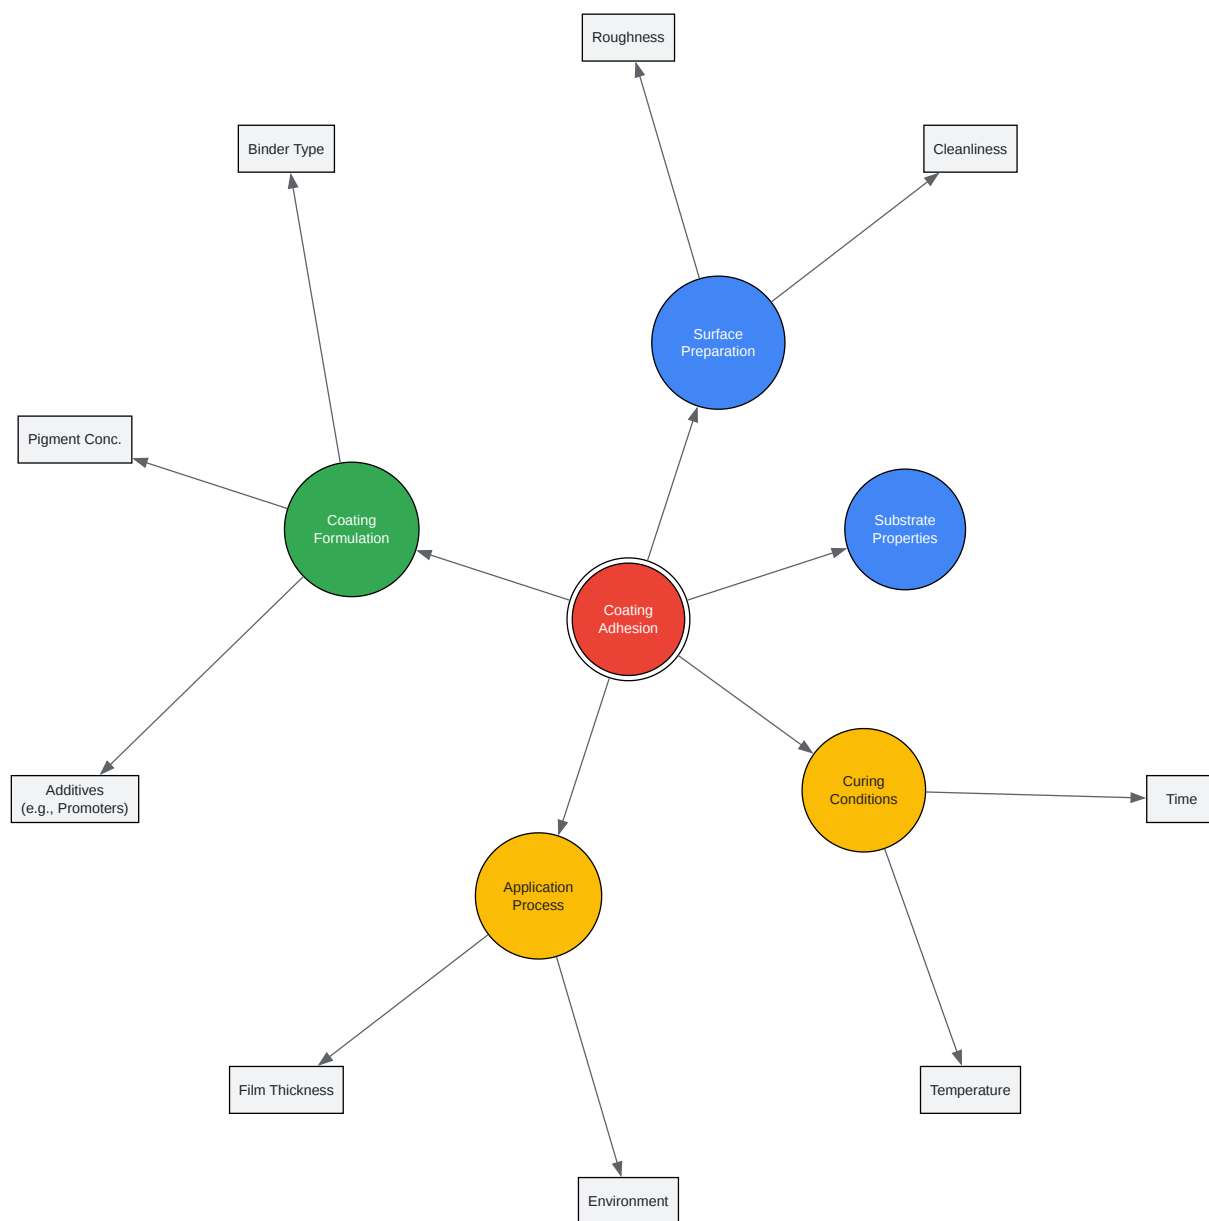 Roughness
Binder Type
Cleanliness
Surface
Preparation
Pigment Conc.
Coating
Formulation
Substrate
Properties
Coating
Adhesion
Additives
(e.g., Promoters)
Curing
Conditions
Time
Application
Process
Film Thickness
Temperature
Environment